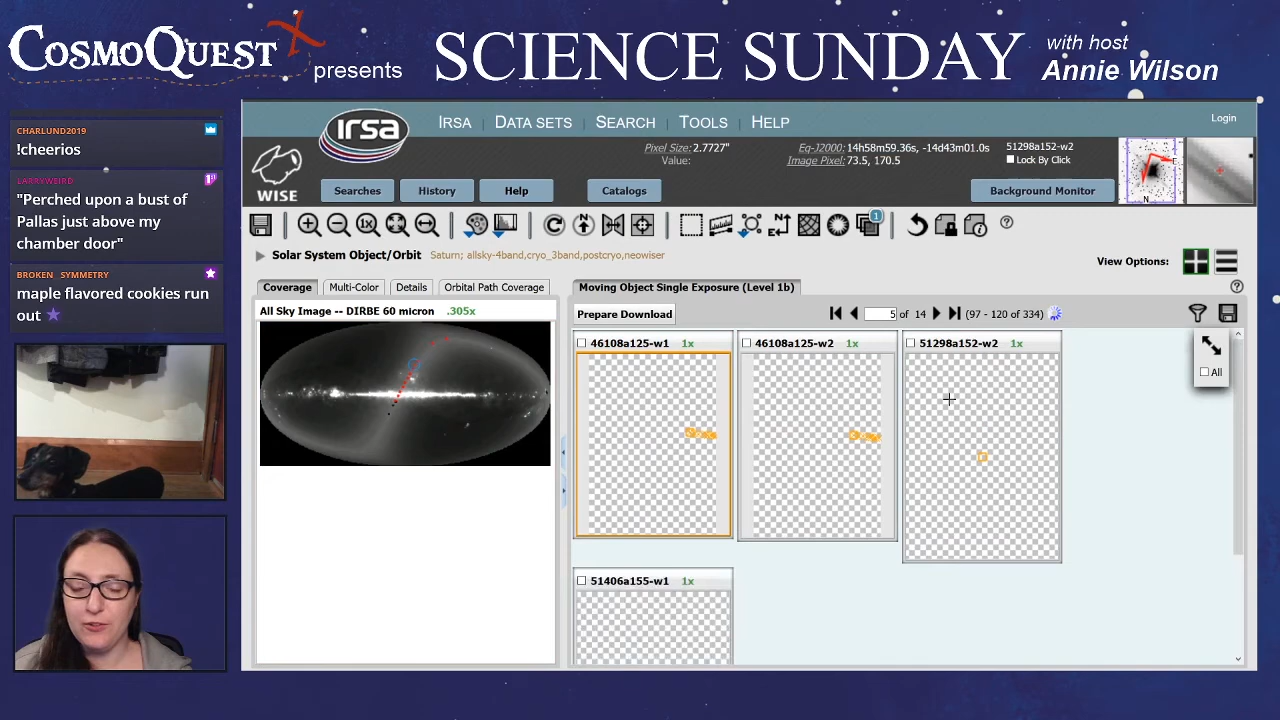 CosmoQuest X
presents
SCIENCE SUNDAY
with host
Annie Wilson
CHARLUND2019
!cheerios
LARRYWEIRD
"Perched upon a bust of
Pallas just above my
chamber door"
BROKEN_SYMMETRY
maple flavored cookies run
out
irsa
IRSA
DATA SETS
SEARCH
TOOLS
HELP
Login
WISE
Pixel Size: 2.7727"
Value:
Eq-J2000: 14h58m59.36s, -14d43m01.0s
Image Pixel: 73.5, 170.5
51298a152-w2
Lock By Click
N
Searches
History
Help
Catalogs
Background Monitor
1x
1
Solar System Object/Orbit
Saturn; allsky-4band,cryo_3band,postcryo,neowiser
View Options:
Coverage
Multi-Color
Details
Orbital Path Coverage
All Sky Image -- DIRBE 60 micron .305x
Moving Object Single Exposure (Level 1b)
Prepare Download
5 of 14
(97 - 120 of 334)
46108a125-w1 1x
46108a125-w2 1x
51298a152-w2 1x
All
51406a155-w1 1x